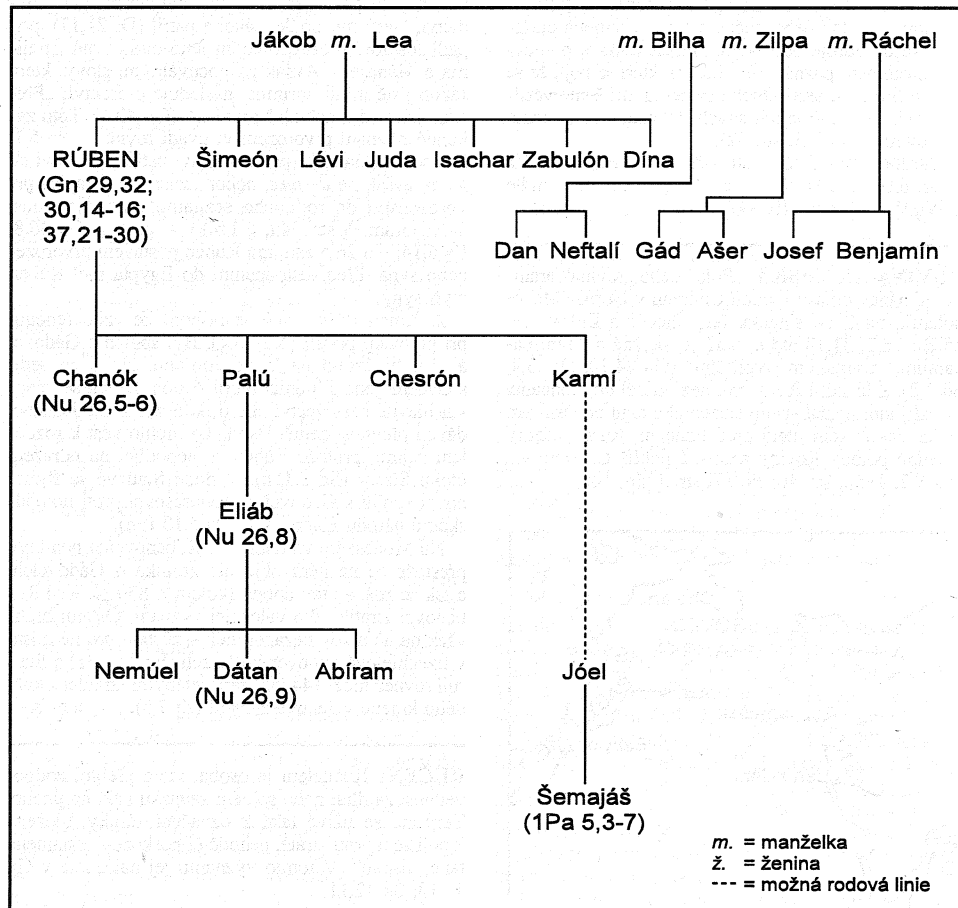 Jákob m. Lea m. Bilha m. Zilpa m. Ráchel
RÚBEN Šimeón Lévi Juda Isachar Zabulón Dína
(Gn 29,32;
30,14-16;
37,21-30)
Dan Neftalí Gád Ašer Josef Benjamín
Chanók Palú Chesrón Karmí
(Nu 26,5-6)
Eliáb
(Nu 26,8)
Nemúel Dátan Abíram Jóel
(Nu 26,9)
Šemajáš
(1Pa 5,3-7)
m. = manželka
ž. = ženina
---- = možná rodová linie